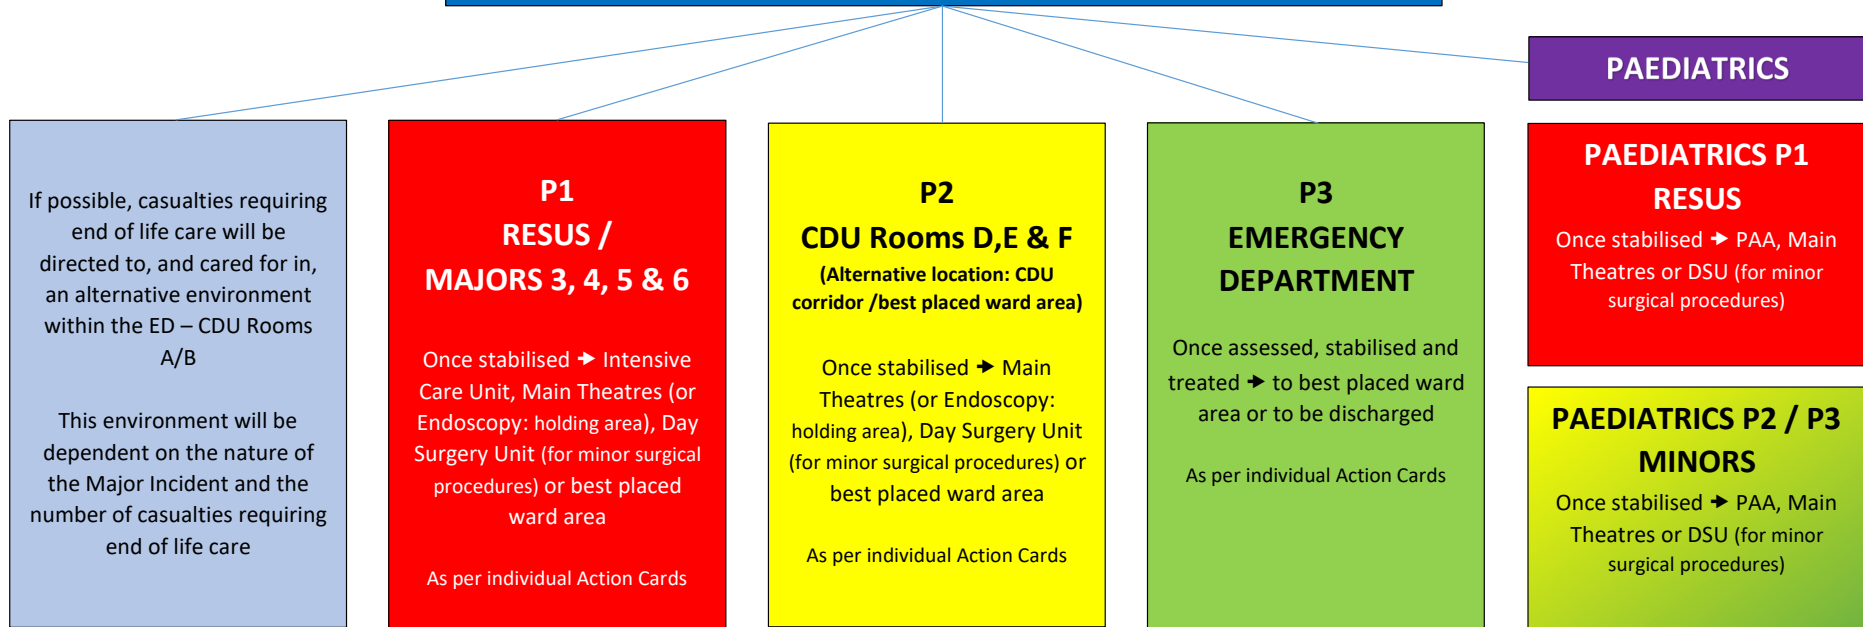 PAEDIATRICS
If possible, casualties requiring
end of life care will be
directed to, and cared for in,
an alternative environment
within the ED – CDU Rooms
A/B
This environment will be
dependent on the nature of
the Major Incident and the
number of casualties requiring
end of life care
P1
RESUS /
MAJORS 3, 4, 5 & 6
Once stabilised → Intensive
Care Unit, Main Theatres (or
Endoscopy: holding area), Day
Surgery Unit (for minor surgical
procedures) or best placed
ward area
As per individual Action Cards
P2
CDU Rooms D,E & F
(Alternative location: CDU
corridor /best placed ward area)
Once stabilised → Main
Theatres (or Endoscopy:
holding area), Day Surgery Unit
(for minor surgical procedures) or
best placed ward area
As per individual Action Cards
P3
EMERGENCY
DEPARTMENT
Once assessed, stabilised and
treated → to best placed ward
area or to be discharged
As per individual Action Cards
PAEDIATRICS P1
RESUS
Once stabilised → PAA, Main
Theatres or DSU (for minor
surgical procedures)
PAEDIATRICS P2 / P3
MINORS
Once stabilised → PAA, Main
Theatres or DSU (for minor
surgical procedures)